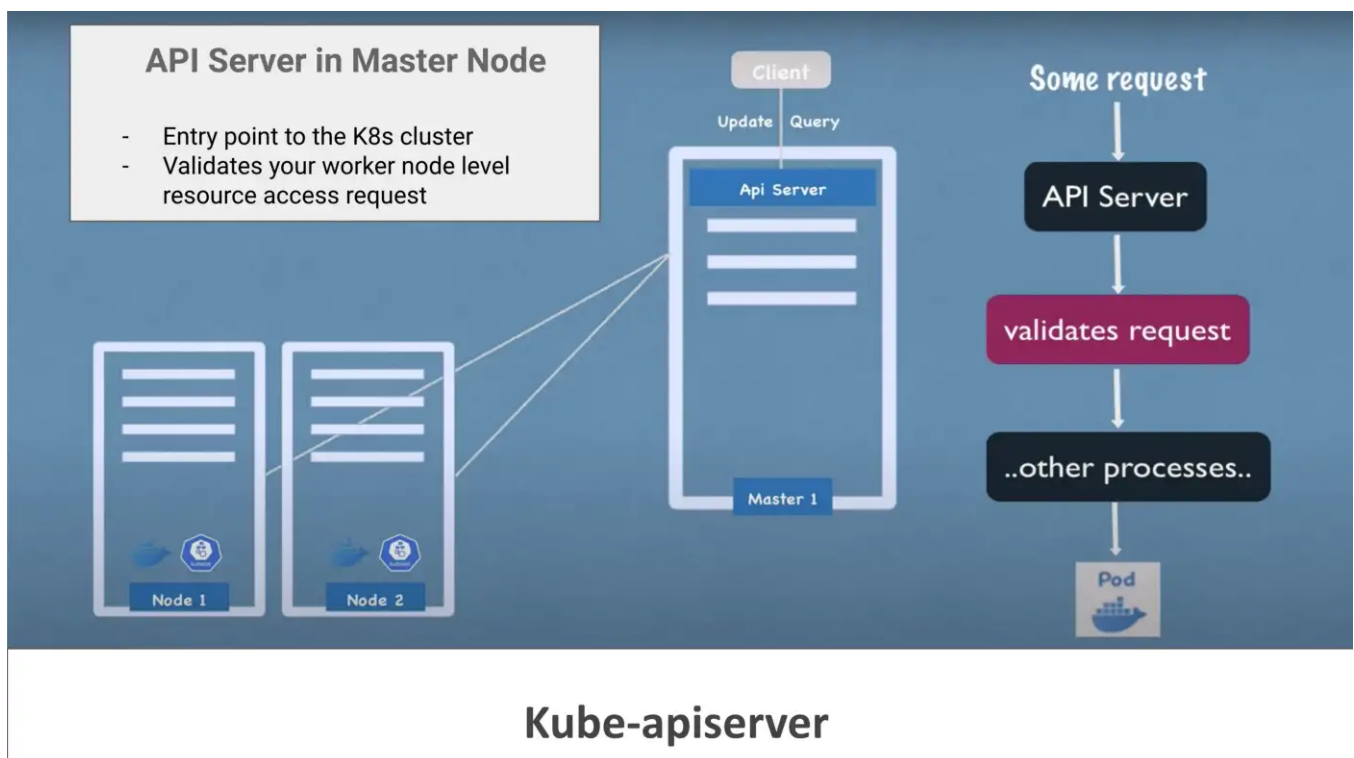 API Server in Master Node
- Entry point to the K8s cluster
- Validates your worker node level
resource access request
Client
Update Query
Api Server
Master 1
Node 1
Node 2
Some request
API Server
validates request
..other processes..
Pod
Kube-apiserver